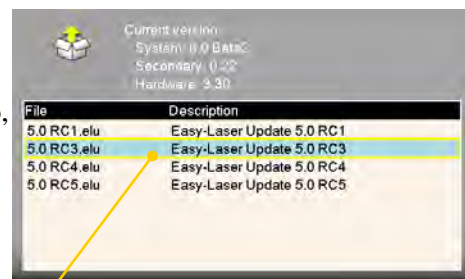 Current version
System: 8.0 Beta2
Secondary: 0.22
Hardware: 3.30
File Description
5.0 RC1.elu Easy-Laser Update 5.0 RC1
5.0 RC3.elu Easy-Laser Update 5.0 RC3
5.0 RC4.elu Easy-Laser Update 5.0 RC4
5.0 RC5.elu Easy-Laser Update 5.0 RC5